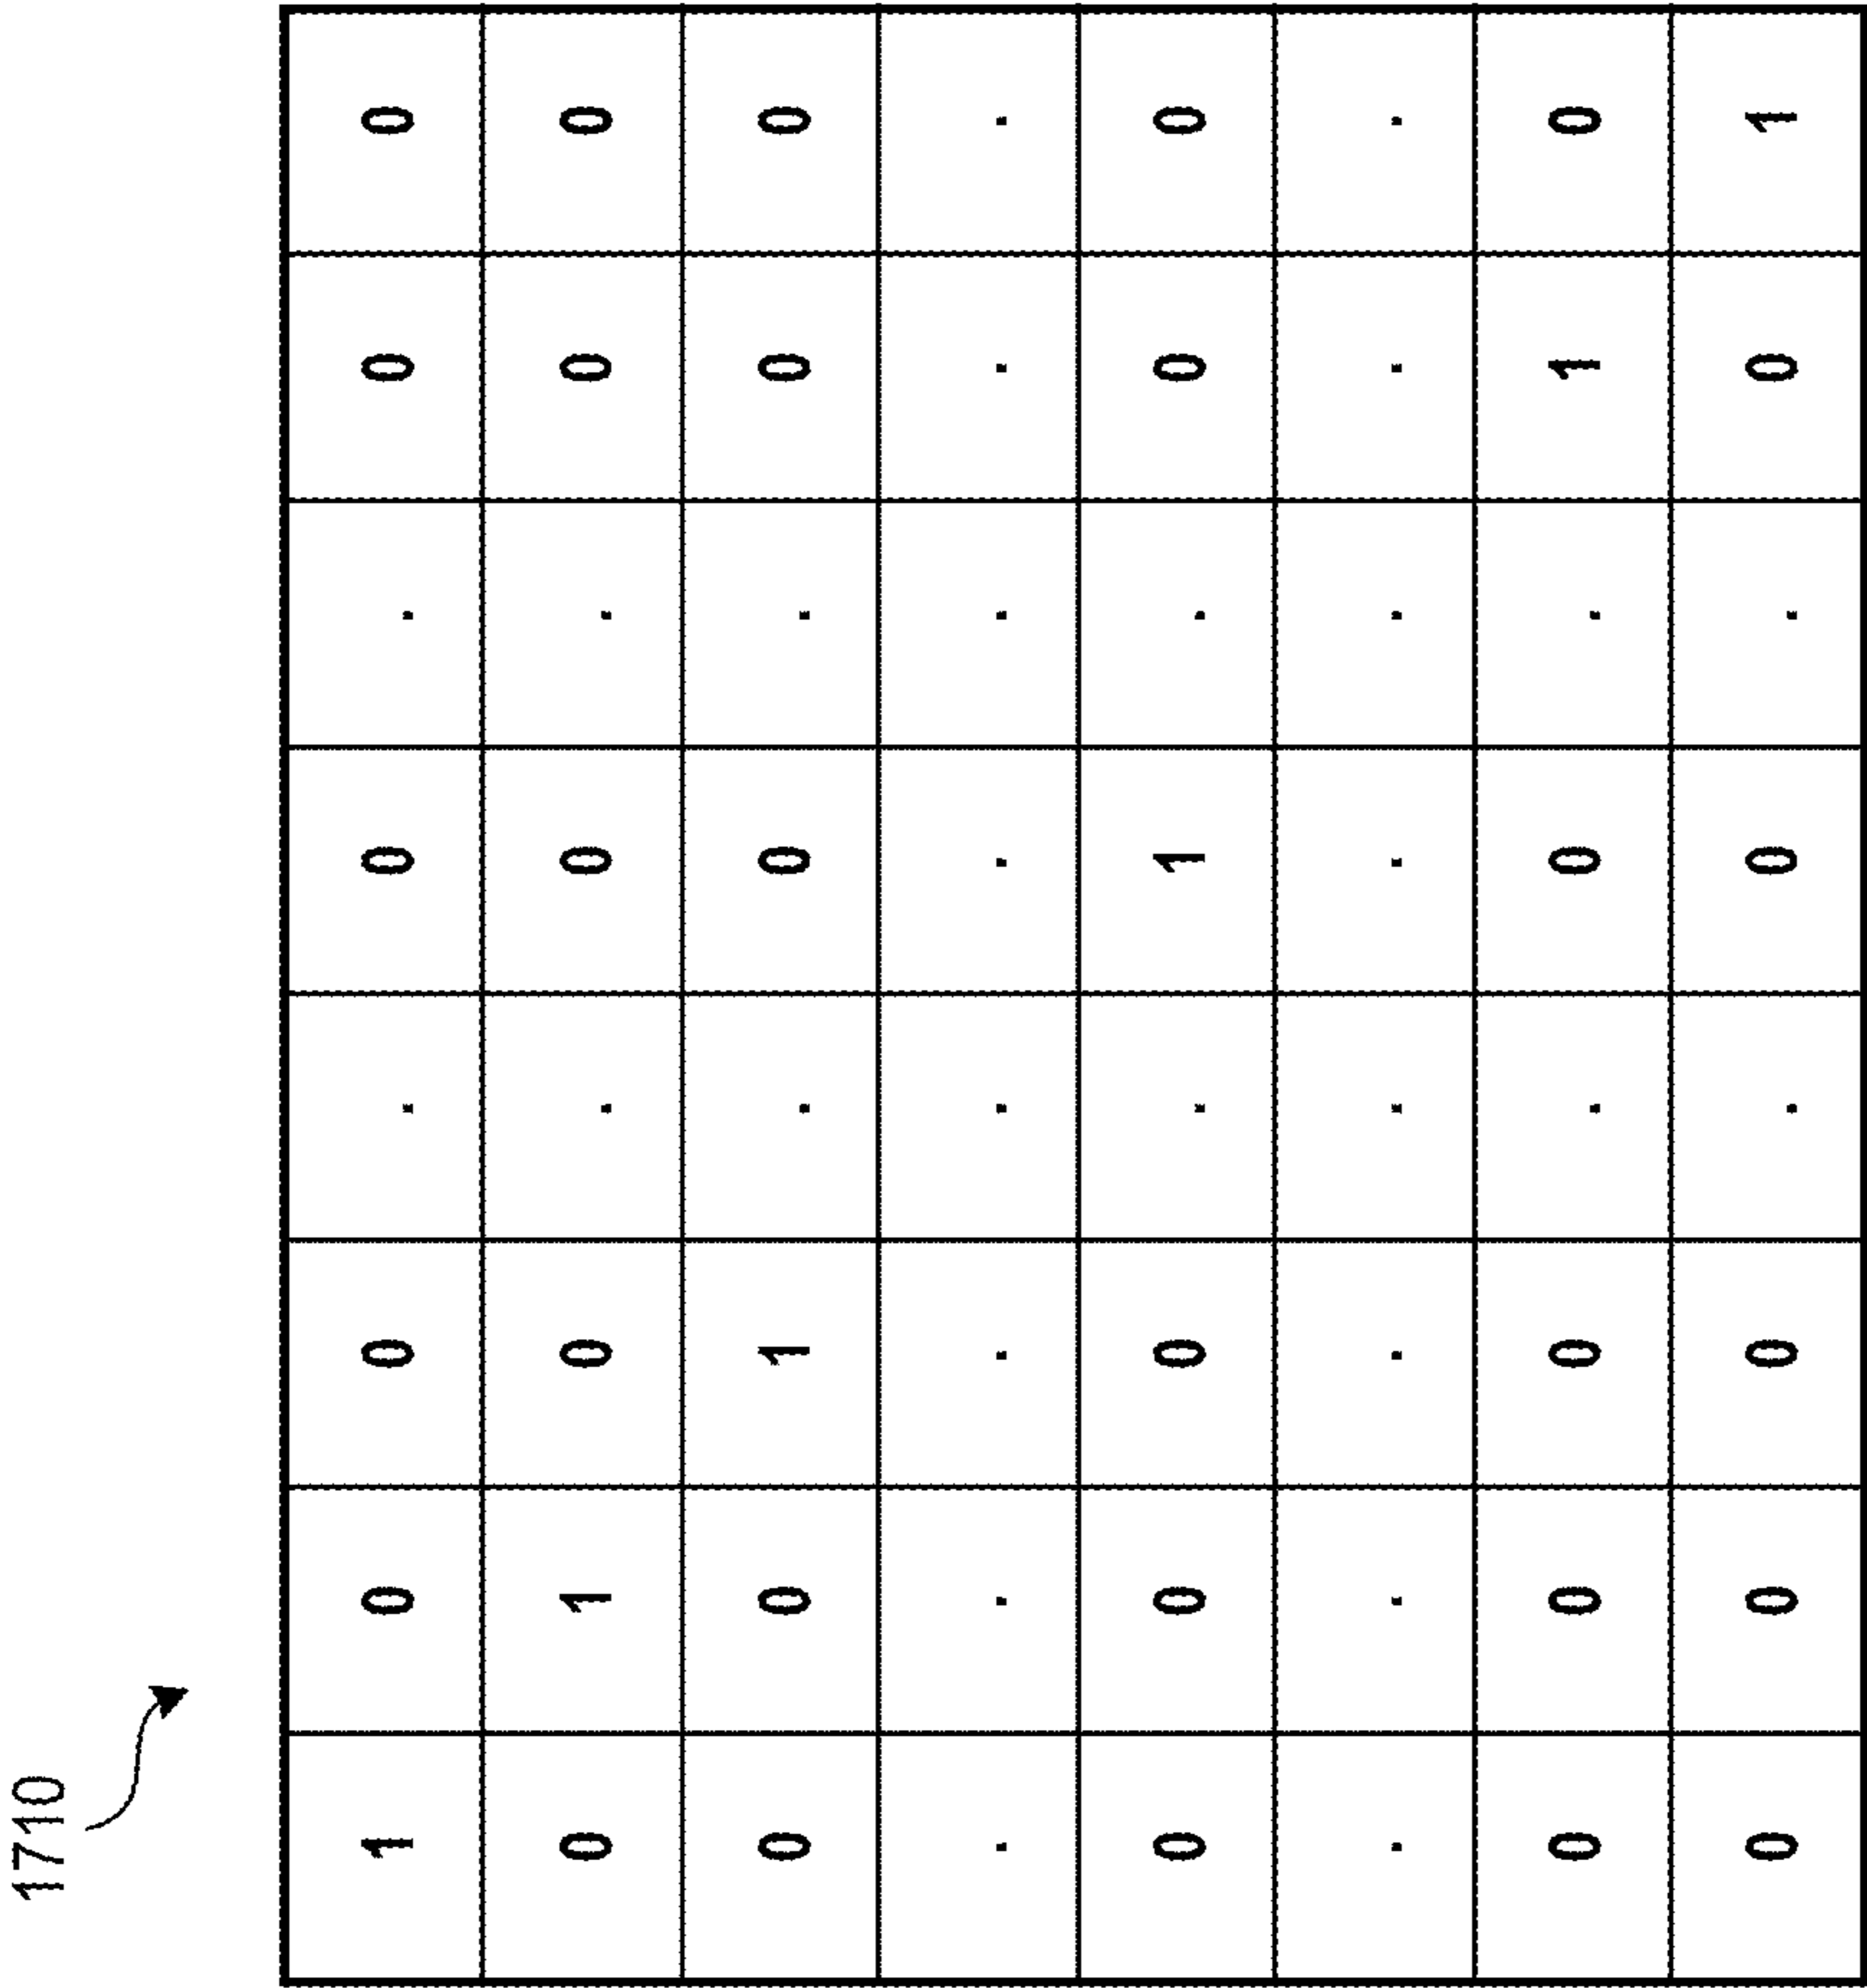 1710
1 0 0 . 0 . 0 0
0 1 0 . 0 . 0 0
0 0 1 . 0 . 0 0
. . . . . . . .
0 0 0 . 1 . 0 0
. . . . . . . .
0 0 0 . 0 . 1 0
0 0 0 . 0 . 0 1